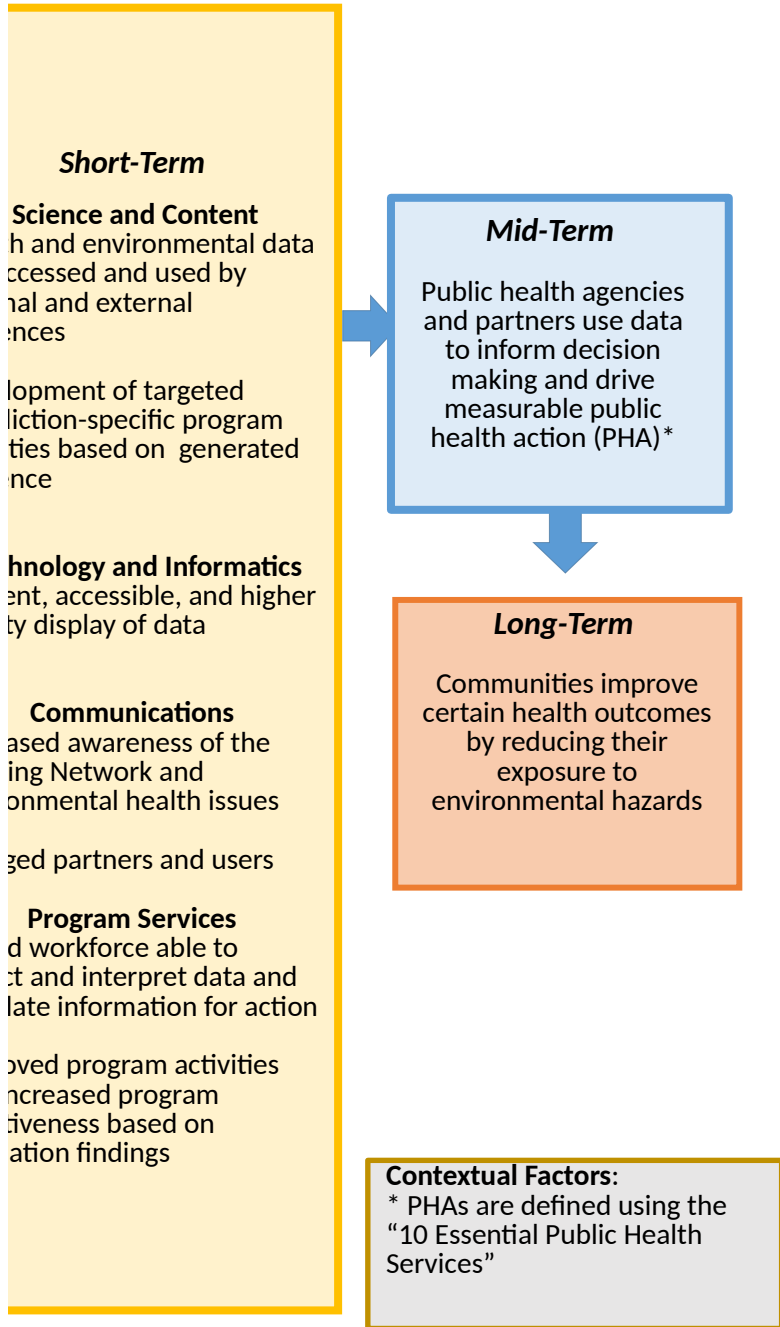 Short-Term
Science and Content
h and environmental data
ccessed and used by
nal and external
ences
lopment of targeted
diction-specific program
ties based on generated
ence
hnology and Informatics
ent, accessible, and higher
ty display of data
Communications
ased awareness of the
ing Network and
onmental health issues
ged partners and users
Program Services
d workforce able to
ct and interpret data and
late information for action
oved program activities
ncreased program
tiveness based on
ation findings
Mid-Term
Public health agencies
and partners use data
to inform decision
making and drive
measurable public
health action (PHA)*
Long-Term
Communities improve
certain health outcomes
by reducing their
exposure to
environmental hazards
Contextual Factors:
* PHAs are defined using the
“10 Essential Public Health
Services”